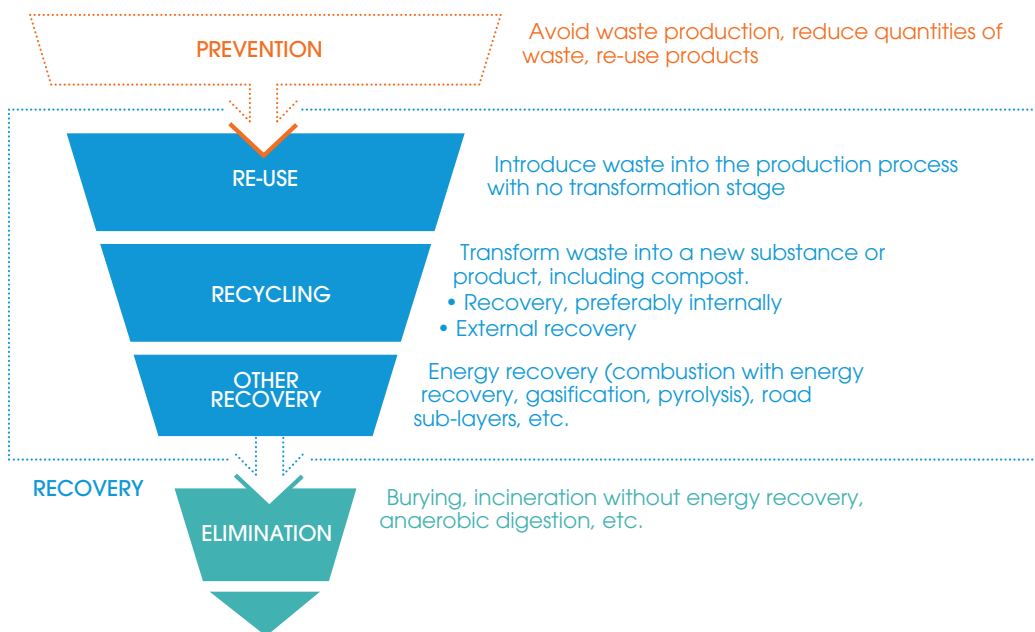 PREVENTION
Avoid waste production, reduce quantities of
waste, re-use products
RE-USE
Introduce waste into the production process
with no transformation stage
RECYCLING
Transform waste into a new substance or
product, including compost.
• Recovery, preferably internally
• External recovery
OTHER
RECOVERY
Energy recovery (combustion with energy
recovery, gasification, pyrolysis), road
sub-layers, etc.
RECOVERY
ELIMINATION
Burying, incineration without energy recovery,
anaerobic digestion, etc.